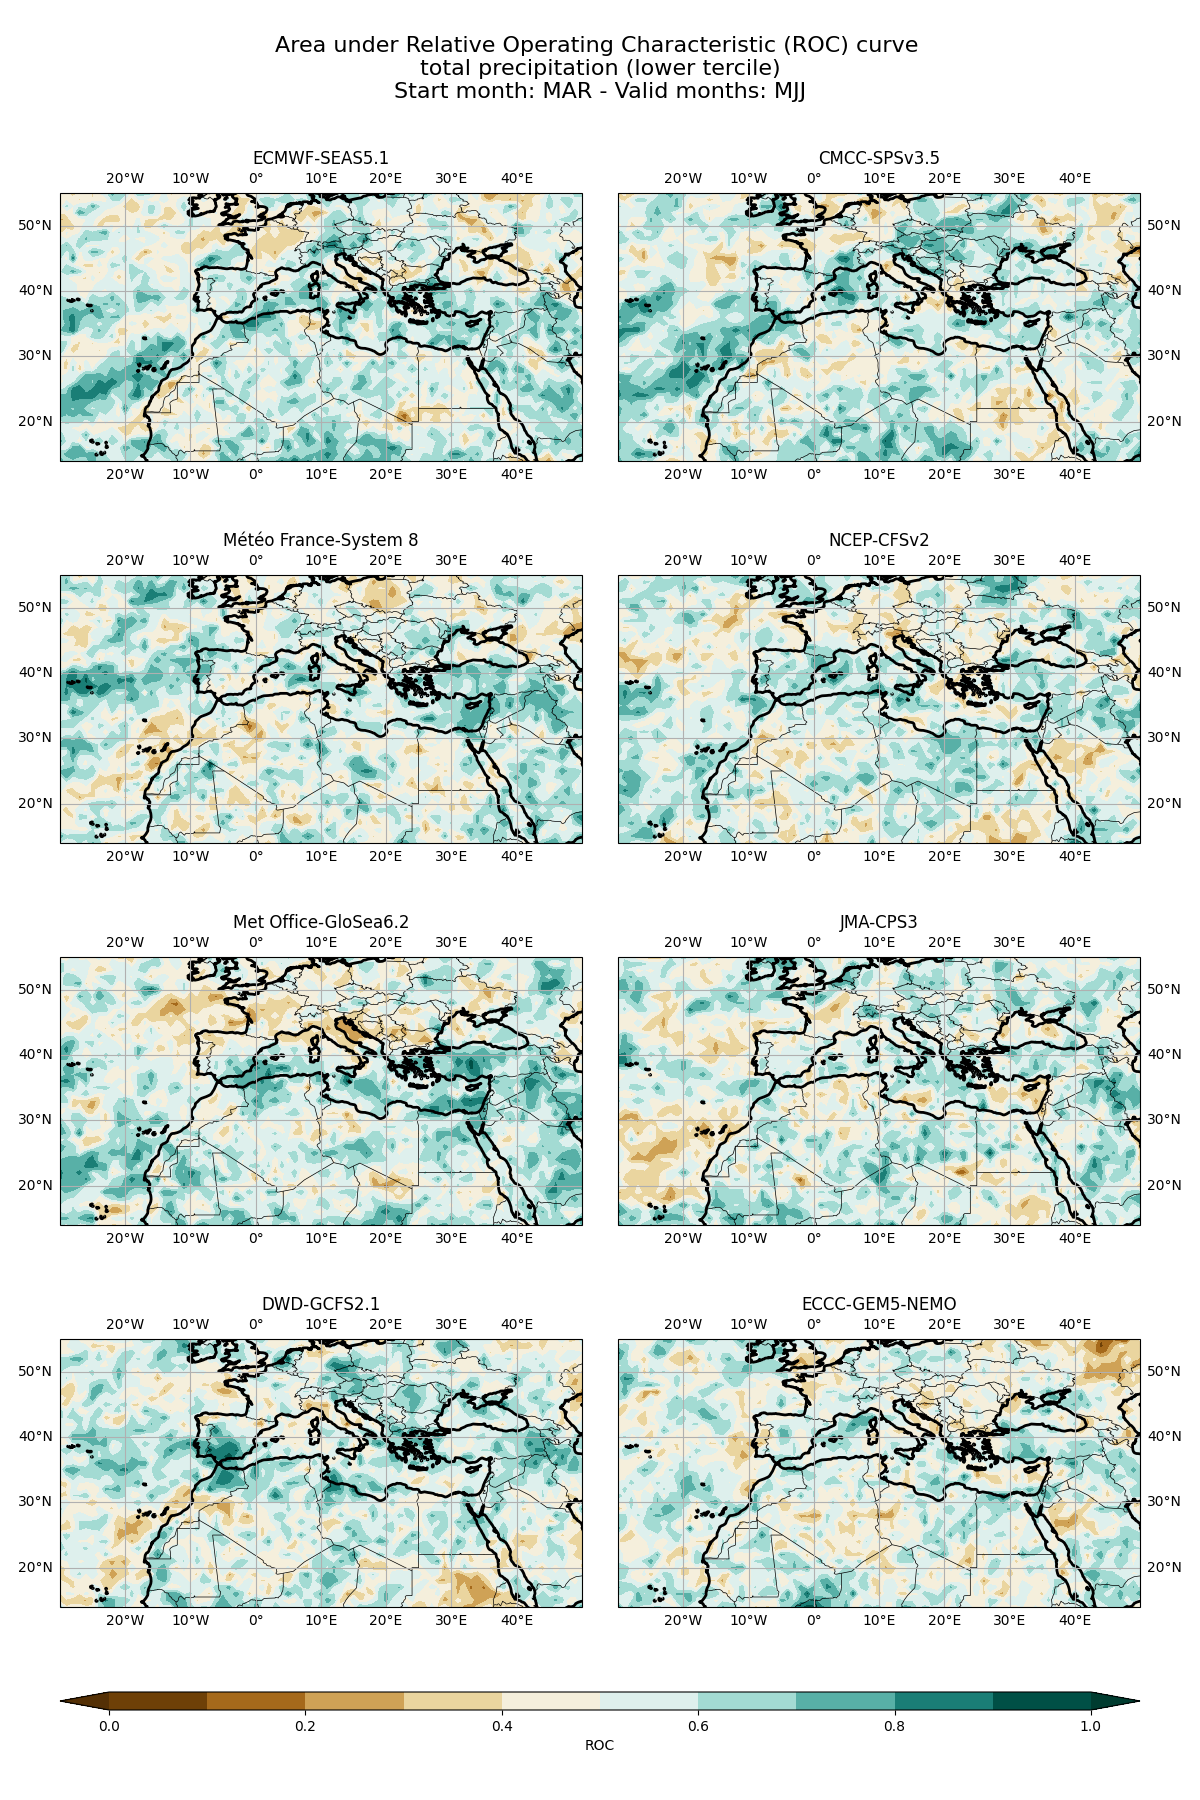 Area under Relative Operating Characteristic (ROC) curve
total precipitation (lower tercile)
Start month: MAR - Valid months: MJJ
ECMWF-SEAS5.1
20°W 10°W 0° 10°E 20°E 30°E 40°E
50°N
40°N
30°N
20°N
20°W 10°W 0° 10°E 20°E 30°E 40°E
CMCC-SPSv3.5
20°W 10°W 0° 10°E 20°E 30°E 40°E
50°N
40°N
30°N
20°N
20°W 10°W 0° 10°E 20°E 30°E 40°E
Météo France-System 8
20°W 10°W 0° 10°E 20°E 30°E 40°E
50°N
40°N
30°N
20°N
20°W 10°W 0° 10°E 20°E 30°E 40°E
NCEP-CFSv2
20°W 10°W 0° 10°E 20°E 30°E 40°E
50°N
40°N
30°N
20°N
20°W 10°W 0° 10°E 20°E 30°E 40°E
Met Office-GloSea6.2
20°W 10°W 0° 10°E 20°E 30°E 40°E
50°N
40°N
30°N
20°N
20°W 10°W 0° 10°E 20°E 30°E 40°E
JMA-CPS3
20°W 10°W 0° 10°E 20°E 30°E 40°E
50°N
40°N
30°N
20°N
20°W 10°W 0° 10°E 20°E 30°E 40°E
DWD-GCFS2.1
20°W 10°W 0° 10°E 20°E 30°E 40°E
50°N
40°N
30°N
20°N
20°W 10°W 0° 10°E 20°E 30°E 40°E
ECCC-GEM5-NEMO
20°W 10°W 0° 10°E 20°E 30°E 40°E
50°N
40°N
30°N
20°N
20°W 10°W 0° 10°E 20°E 30°E 40°E
0.0 0.2 0.4 0.6 0.8 1.0
ROC